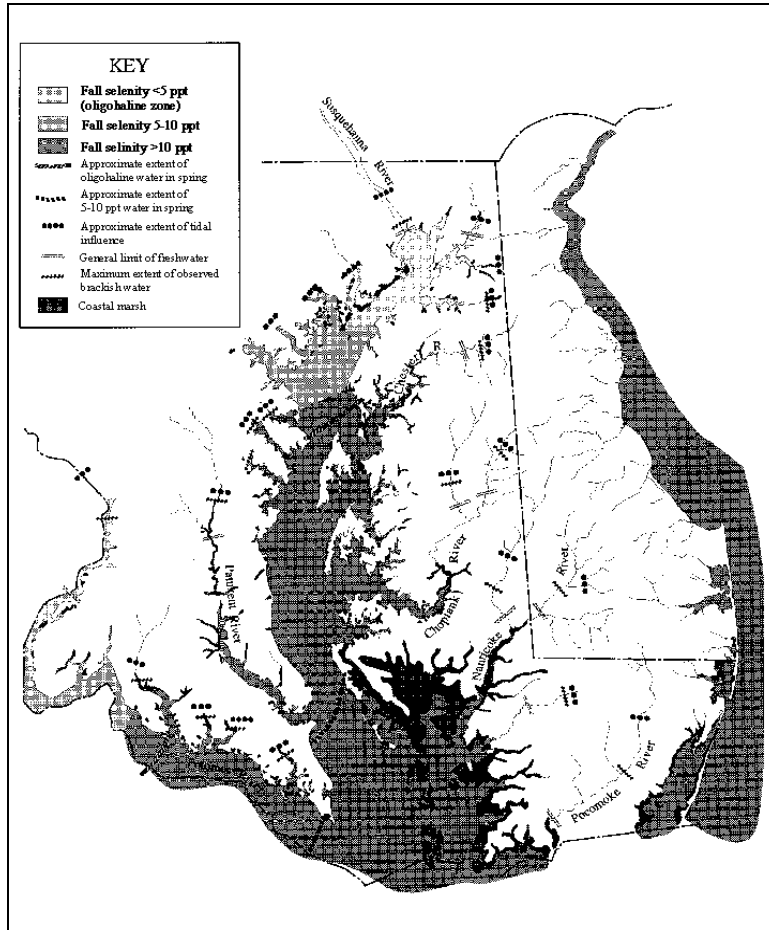 KEY
Fall selenity <5 ppt
(oligohaline zone)
Fall selenity 5-10 ppt
Fall selinity >10 ppt
Approximate extent of
oligohaline water in spring
Approximate extent of
5-10 ppt water in spring
Approximate extent of tidal
influence
General limit of freshwater
Maximum extent of observed
brackish water
Coastal marsh
Susquehanna River
Chester R
Patuxent River
Choptank River
Nanticoke River
Pocomoke River